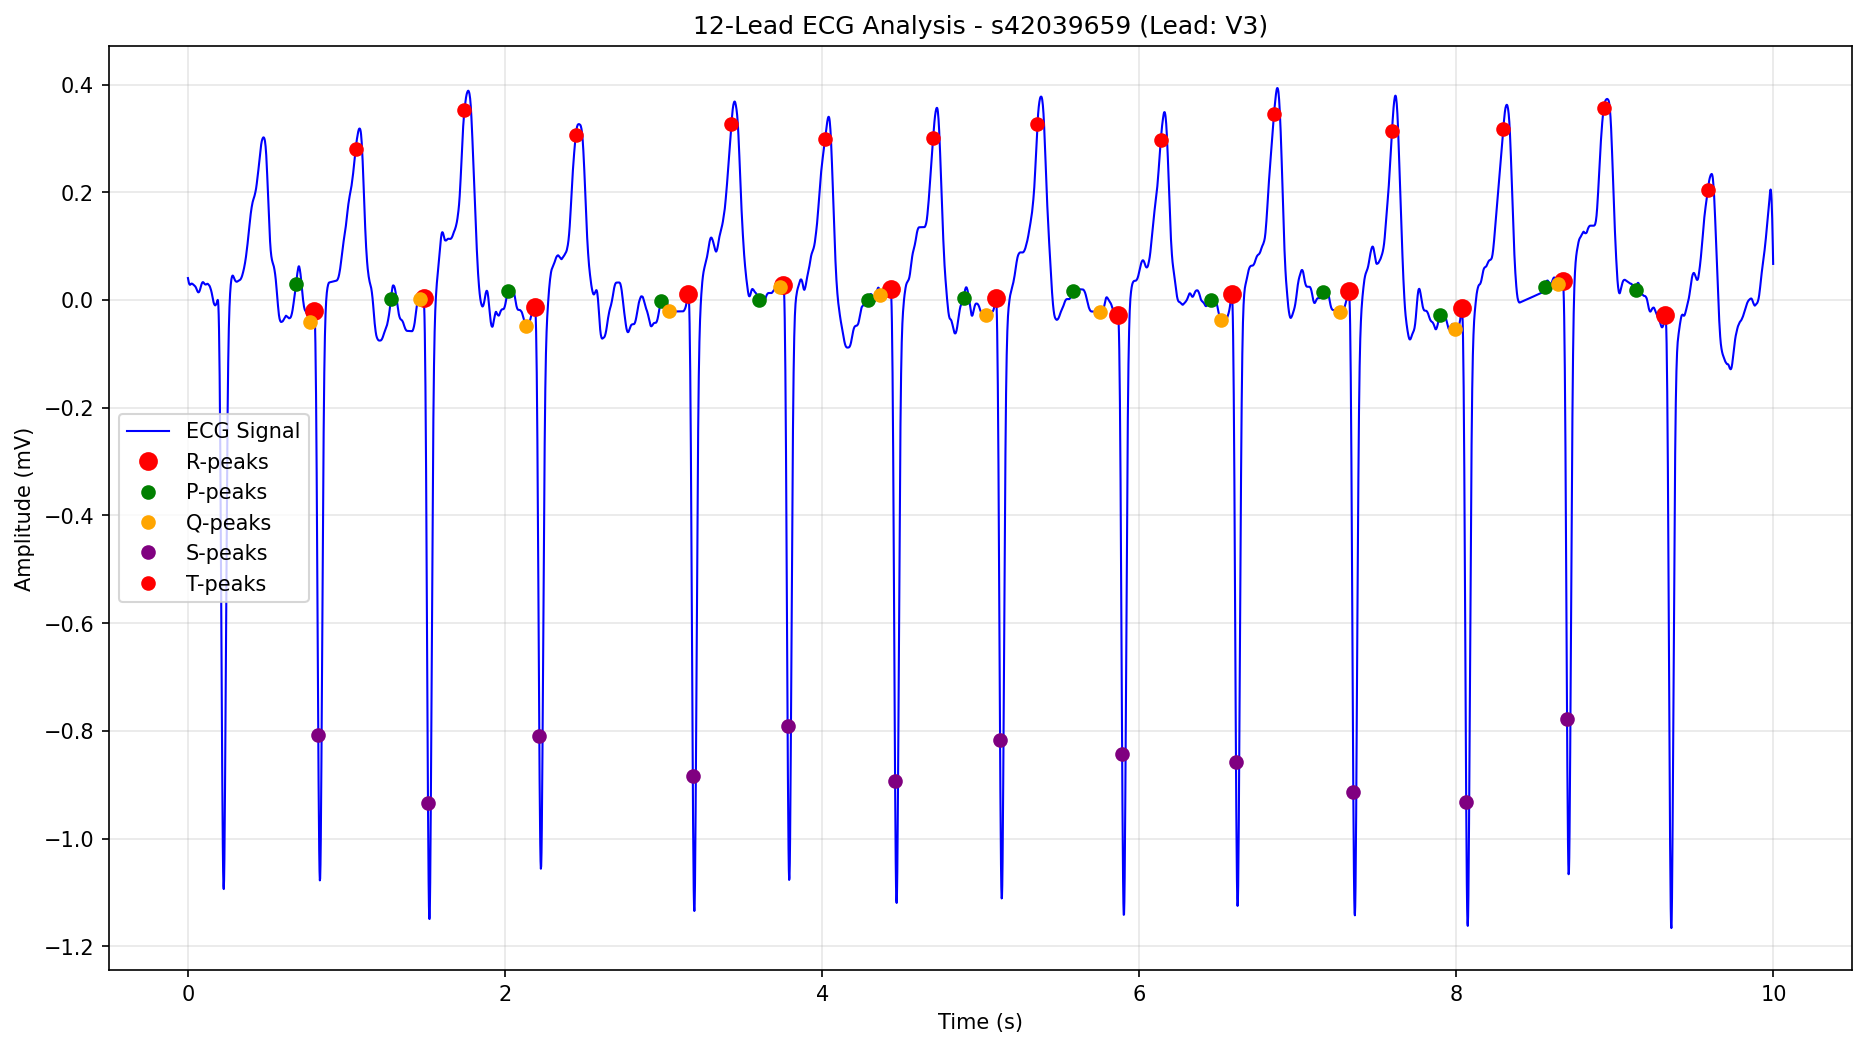 12-Lead ECG Analysis - s42039659 (Lead: V3)
0.4
0.2
0.0
−0.2
−0.4
−0.6
−0.8
−1.0
−1.2
Amplitude (mV)
ECG Signal
R-peaks
P-peaks
Q-peaks
S-peaks
T-peaks
0 2 4 6 8 10
Time (s)